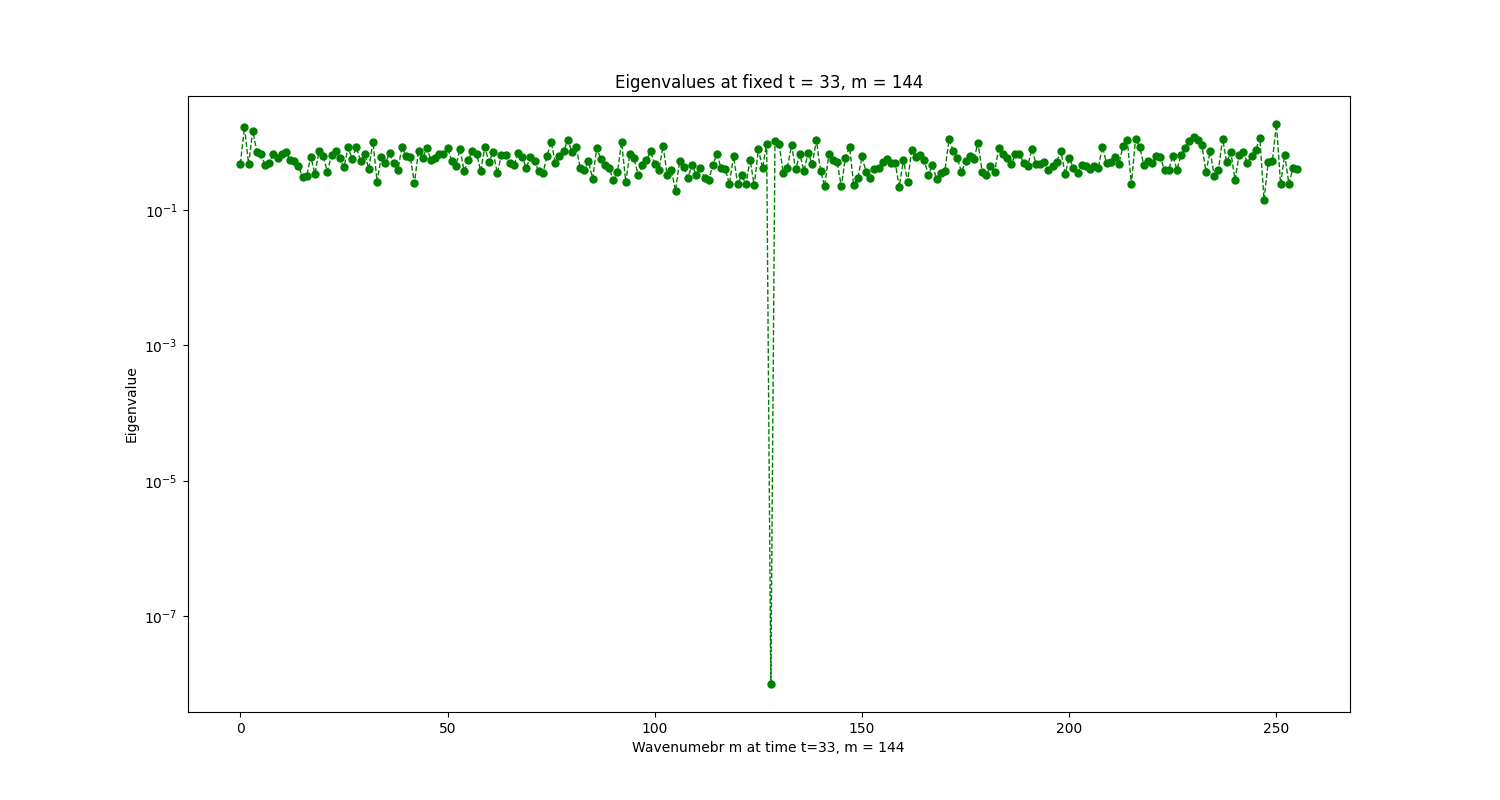 Eigenvalues at fixed t = 33, m = 144
Eigenvalue
10⁻¹
10⁻³
10⁻⁵
10⁻⁷
0 50 100 150 200 250
Wavenumebr m at time t=33, m = 144